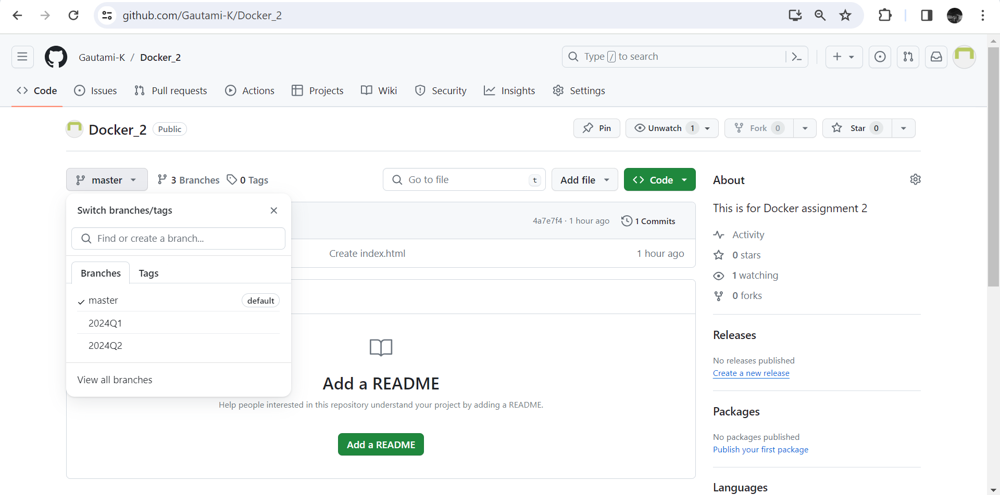 github.com/Gautami-K/Docker_2
Gautami-K / Docker_2
Type / to search
Code Issues Pull requests Actions Projects Wiki Security Insights Settings
Docker_2 Public
Pin Unwatch 1 Fork 0 Star 0
master 3 Branches 0 Tags Go to file t Add file Code
Switch branches/tags
Find or create a branch...
Branches Tags
master default
2024Q1
2024Q2
View all branches
4a7e7f4 · 1 hour ago 1 Commits
Create index.html 1 hour ago
Add a README
Help people interested in this repository understand your project by adding a README.
Add a README
About
This is for Docker assignment 2
Activity
0 stars
1 watching
0 forks
Releases
No releases published
Create a new release
Packages
No packages published
Publish your first package
Languages